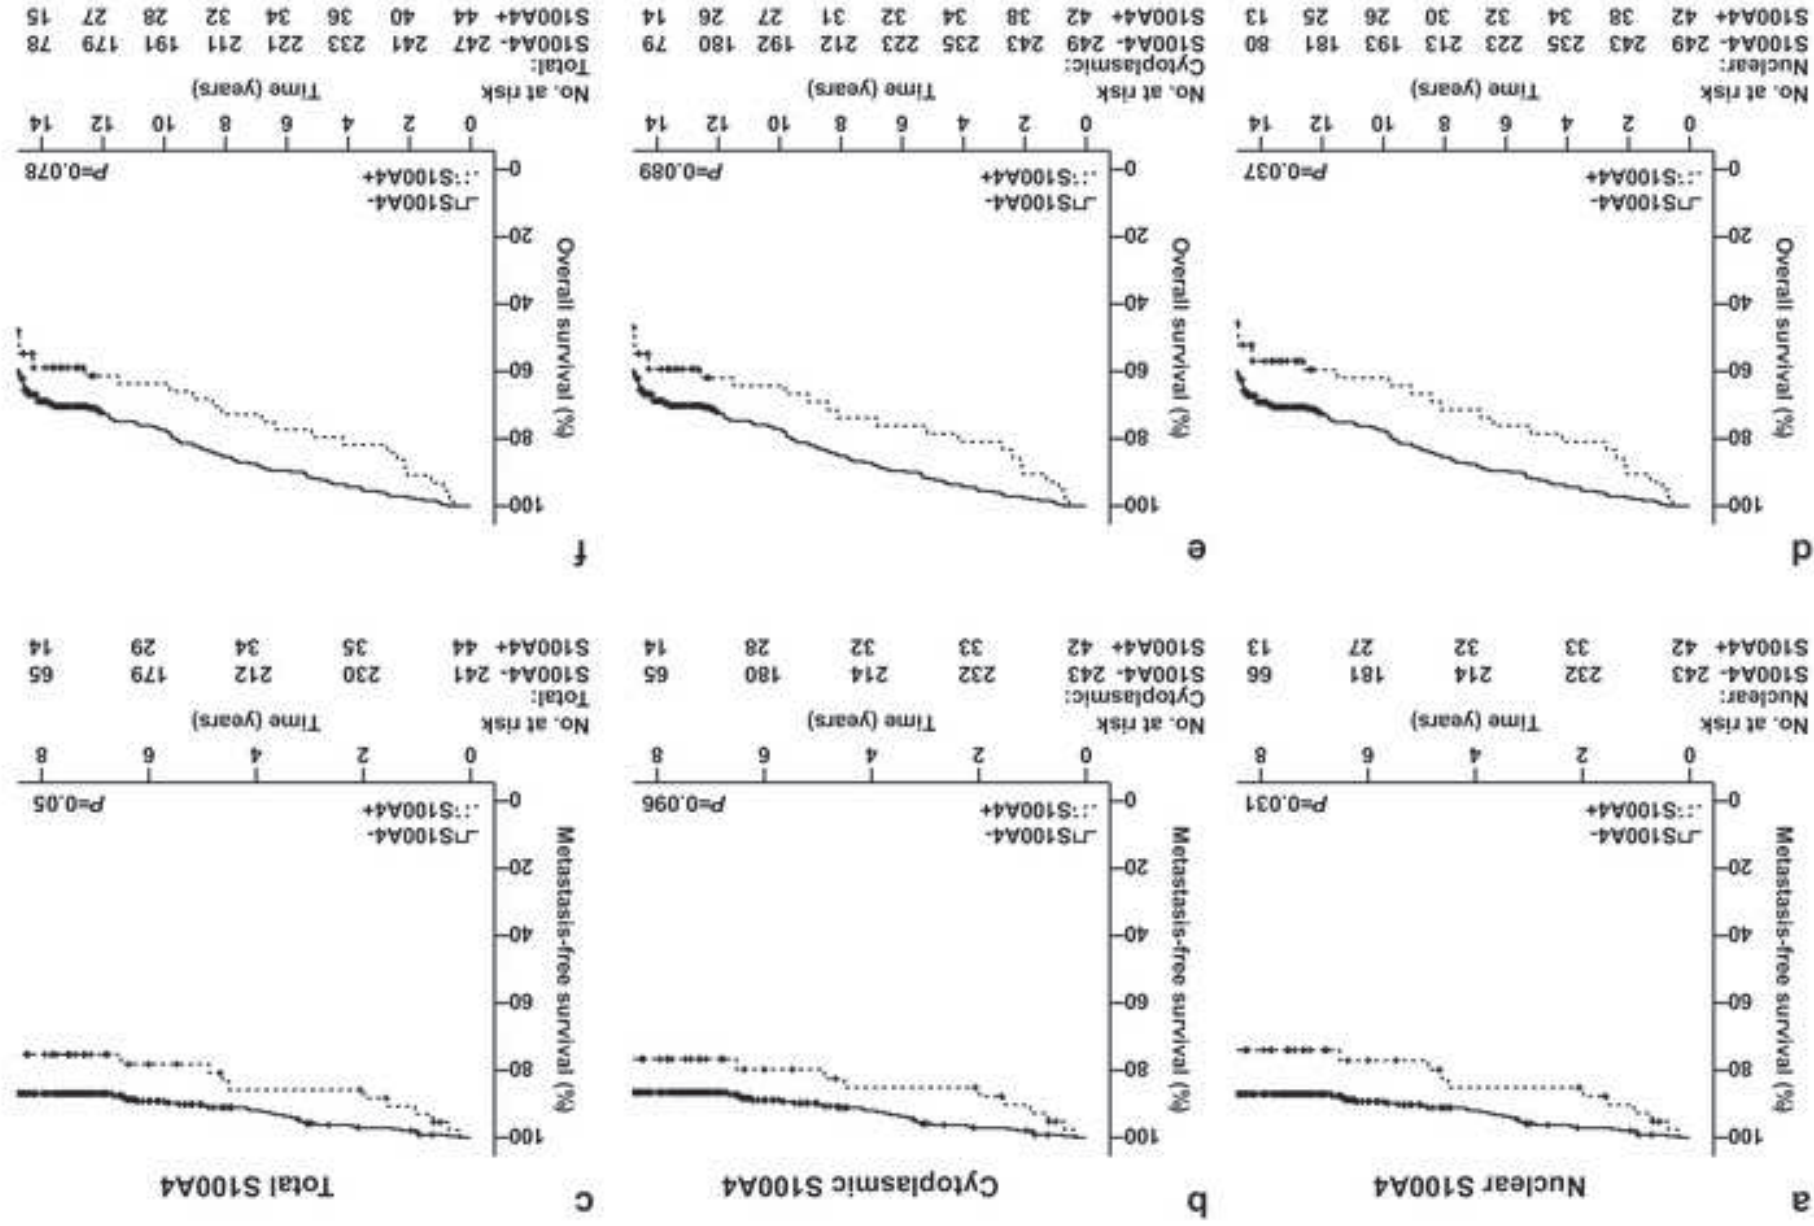 a
Nuclear S100A4
Metastasis-free survival (%)
100
80
60
40
20
0
S100A4-
S100A4+
P=0.031
0 2 4 6 8
Time (years)
No. at risk
Nuclear:
S100A4- 243 232 214 181 66
S100A4+ 42 33 32 27 13
b
Cytoplasmic S100A4
Metastasis-free survival (%)
100
80
60
40
20
0
S100A4-
S100A4+
P=0.096
0 2 4 6 8
Time (years)
No. at risk
Cytoplasmic:
S100A4- 243 232 214 180 65
S100A4+ 42 33 32 28 14
c
Total S100A4
Metastasis-free survival (%)
100
80
60
40
20
0
S100A4-
S100A4+
P=0.05
0 2 4 6 8
Time (years)
No. at risk
Total:
S100A4- 241 230 212 179 65
S100A4+ 44 35 34 29 14
d
Overall survival (%)
100
80
60
40
20
0
S100A4-
S100A4+
P=0.037
0 2 4 6 8 10 12 14
Time (years)
No. at risk
Nuclear:
S100A4- 249 243 235 223 213 193 181 80
S100A4+ 42 38 34 32 30 26 25 13
e
Overall survival (%)
100
80
60
40
20
0
S100A4-
S100A4+
P=0.089
0 2 4 6 8 10 12 14
Time (years)
No. at risk
Cytoplasmic:
S100A4- 249 243 235 223 212 192 180 79
S100A4+ 42 38 34 32 31 27 26 14
f
Overall survival (%)
100
80
60
40
20
0
S100A4-
S100A4+
P=0.078
0 2 4 6 8 10 12 14
Time (years)
No. at risk
Total:
S100A4- 247 241 233 221 211 191 179 78
S100A4+ 44 40 36 34 32 28 27 15